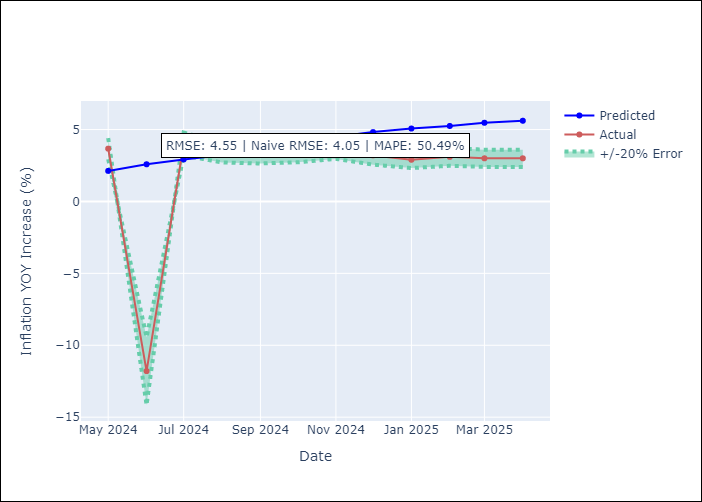 RMSE: 4.55 | Naive RMSE: 4.05 | MAPE: 50.49%
Predicted
Actual
+/-20% Error
Inflation YOY Increase (%)
5
0
−5
−10
−15
May 2024
Jul 2024
Sep 2024
Nov 2024
Jan 2025
Mar 2025
Date